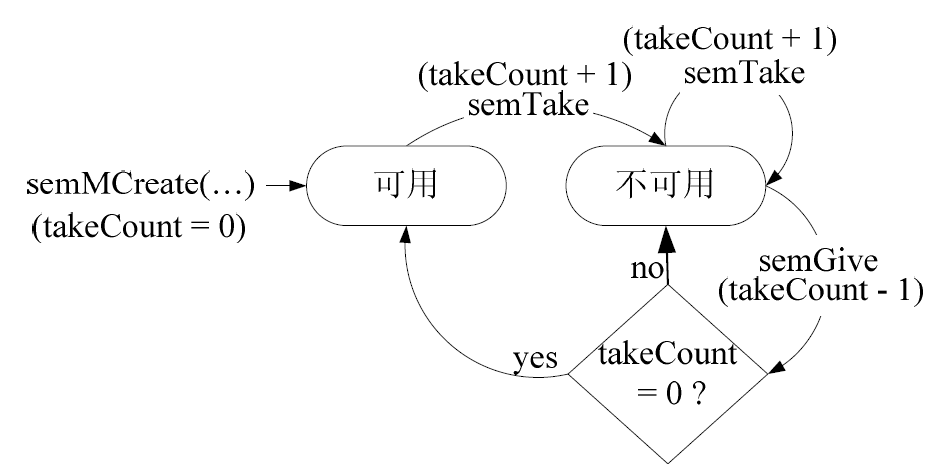 (takeCount + 1)
semTake
(takeCount + 1)
semTake
semMCreate(…)
(takeCount = 0)
可用
不可用
semGive
(takeCount - 1)
no
yes
takeCount
= 0 ?